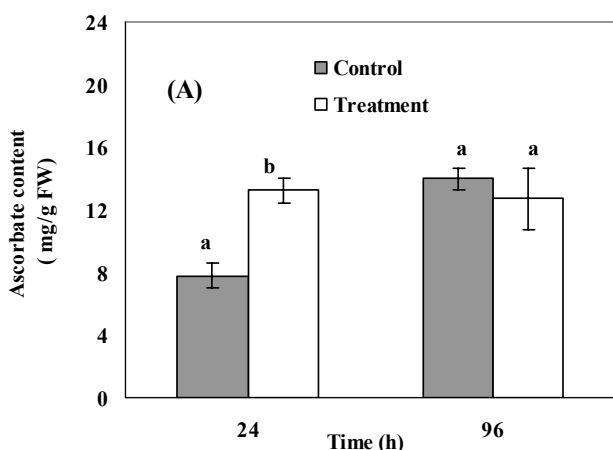 24
20
16
12
8
4
0
Ascorbate content
( mg/g FW)
(A)
Control
Treatment
a
b
a
a
24
96
Time (h)